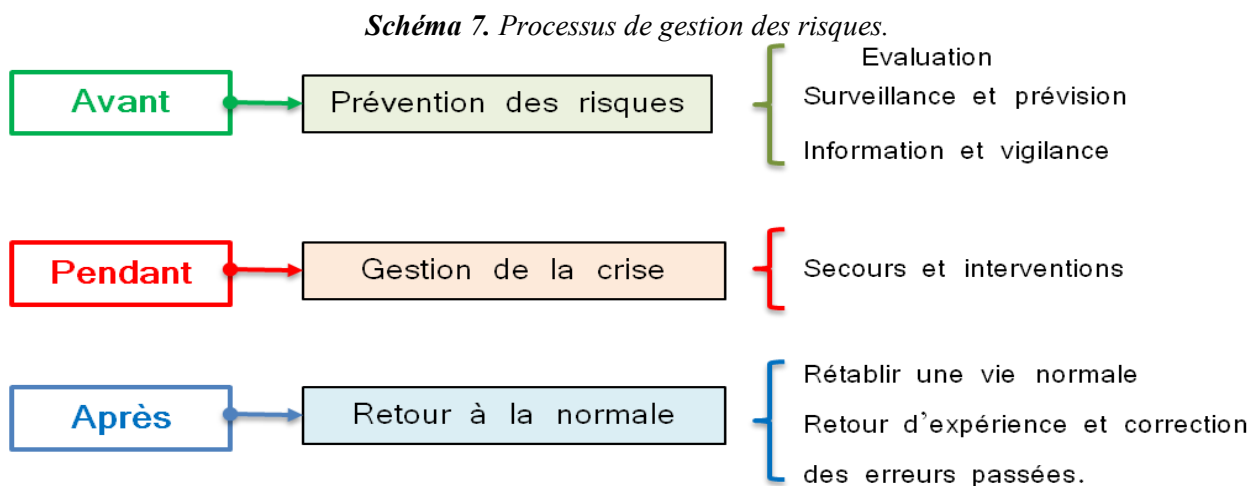 Schéma 7. Processus de gestion des risques.
Avant
Prévention des risques
Evaluation
Surveillance et prévision
Information et vigilance
Pendant
Gestion de la crise
Secours et interventions
Après
Retour à la normale
Rétablir une vie normale
Retour d'expérience et correction
des erreurs passées.